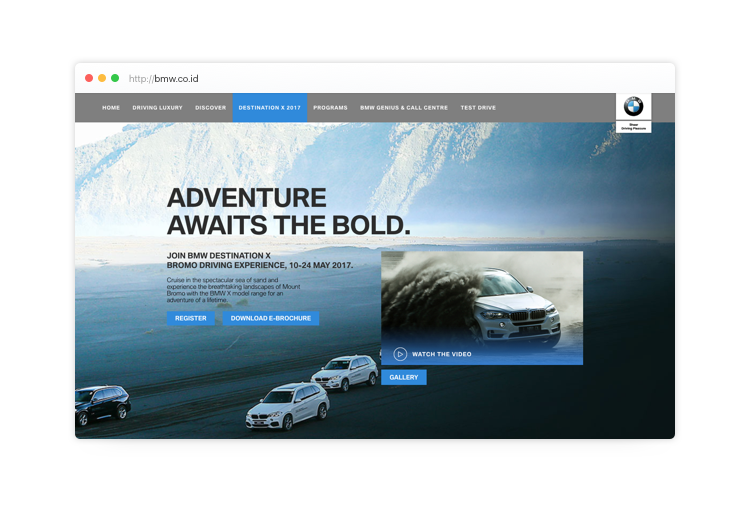 http://bmw.co.id
HOME DRIVING LUXURY DISCOVER DESTINATION X 2017 PROGRAMS BMW GENIUS & CALL CENTRE TEST DRIVE
Sheer
Driving Pleasure
ADVENTURE
AWAITS THE BOLD.
JOIN BMW DESTINATION X
BROMO DRIVING EXPERIENCE, 10-24 MAY 2017.
Cruise in the spectacular sea of sand and
experience the breathtaking landscapes of Mount
Bromo with the BMW X model range for an
adventure of a lifetime.
REGISTER DOWNLOAD E-BROCHURE
WATCH THE VIDEO
GALLERY